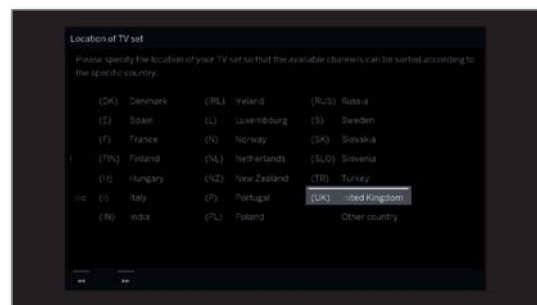 Location of TV set
Please specify the location of your TV set so that the available channels can be sorted according to
the specific country.
(DK) Denmark (IRL) Ireland (RUS) Russia
(E) Spain (L) Luxembourg (S) Sweden
(F) France (N) Norway (SK) Slovakia
(FIN) Finland (NL) Netherlands (SLO) Slovenia
(H) Hungary (NZ) New Zealand (TR) Turkey
(I) Italy (P) Portugal (UK) nited Kingdom
(IN) India (PL) Poland Other country